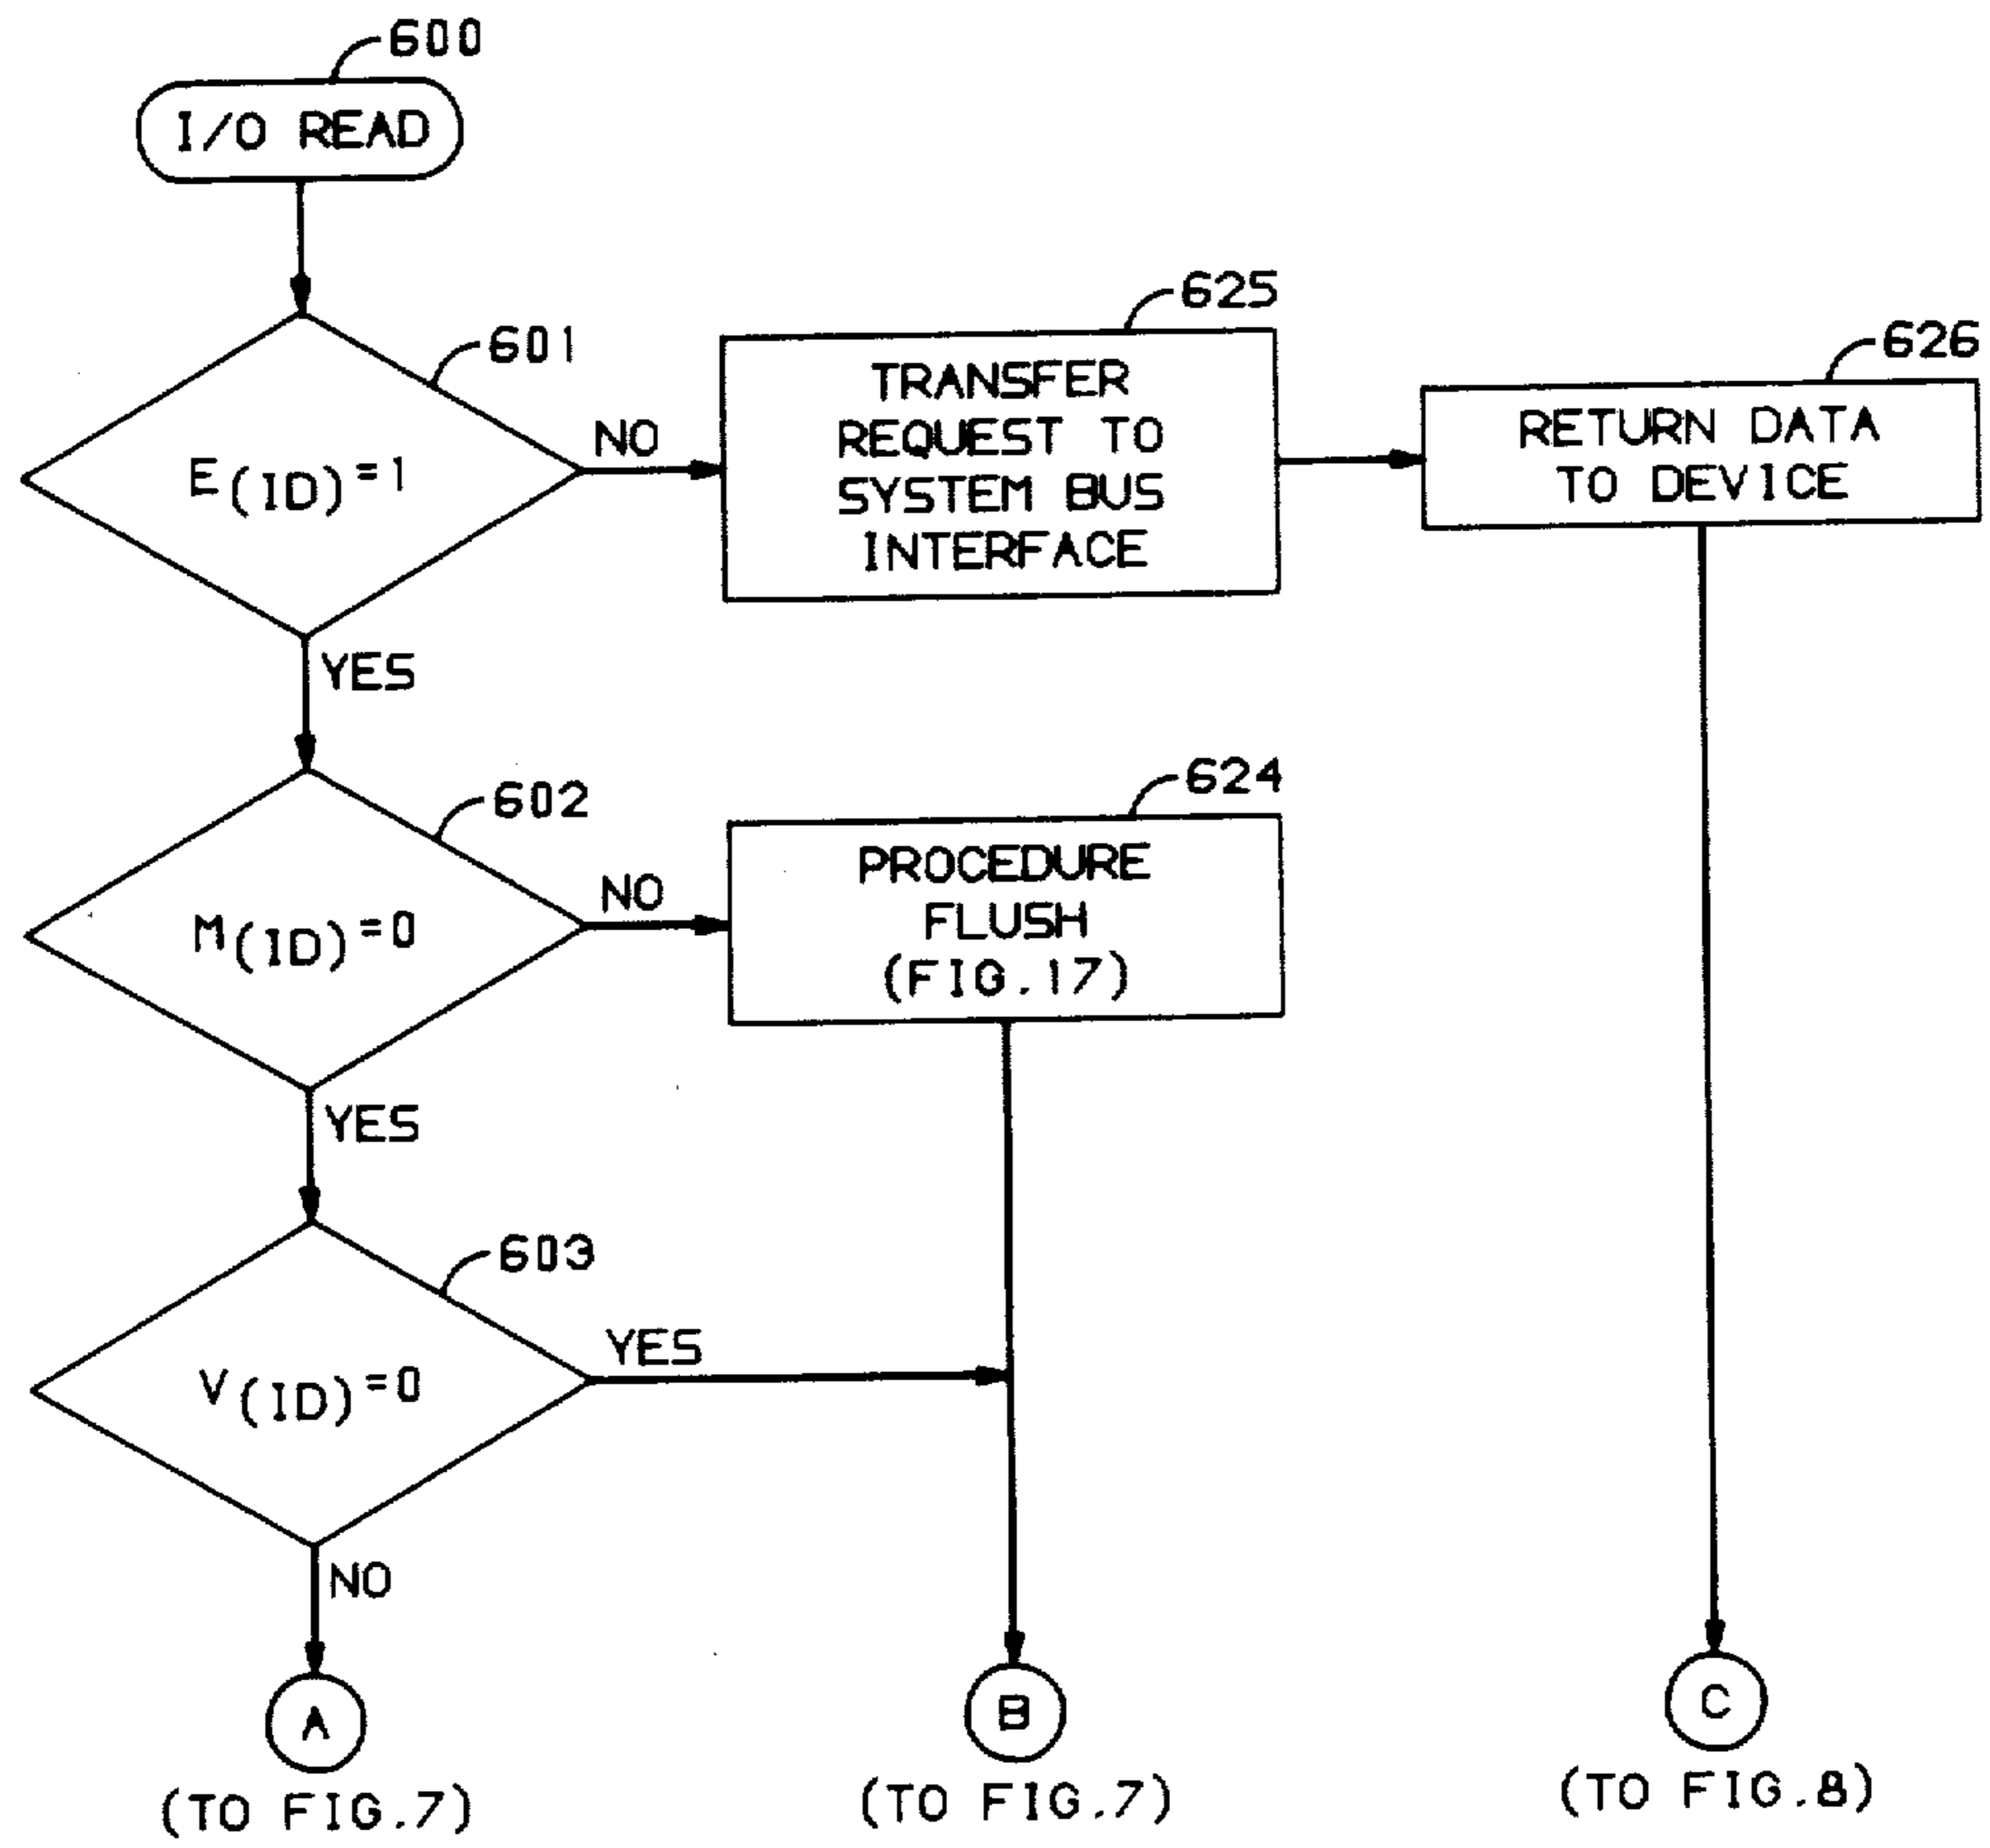 600
I/O READ
601
E(ID)=1
NO
625
TRANSFER
REQUEST TO
SYSTEM BUS
INTERFACE
626
RETURN DATA
TO DEVICE
YES
602
M(ID)=0
NO
624
PROCEDURE
FLUSH
(FIG.17)
YES
603
V(ID)=0
YES
NO
A
(TO FIG.7)
B
(TO FIG.7)
C
(TO FIG.8)